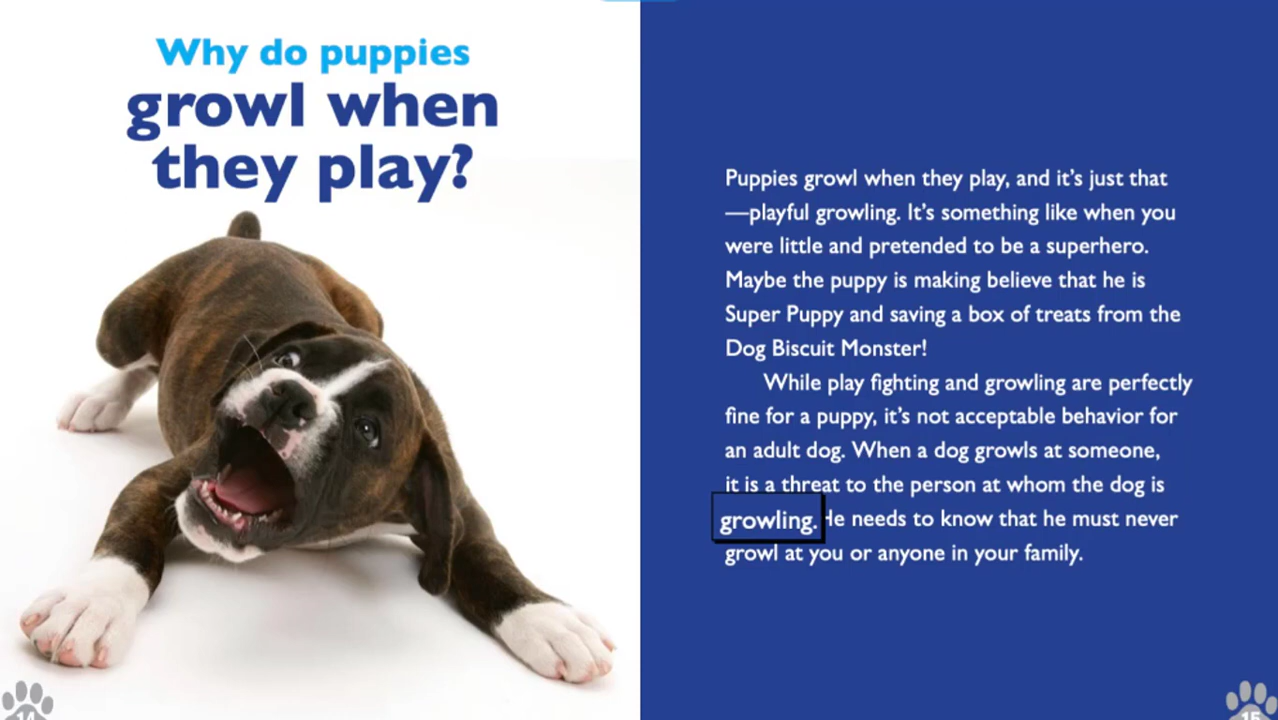 Why do puppies
growl when
they play?
Puppies growl when they play, and it's just that
—playful growling. It's something like when you
were little and pretended to be a superhero.
Maybe the puppy is making believe that he is
Super Puppy and saving a box of treats from the
Dog Biscuit Monster!
While play fighting and growling are perfectly
fine for a puppy, it's not acceptable behavior for
an adult dog. When a dog growls at someone,
it is a threat to the person at whom the dog is
growling. He needs to know that he must never
growl at you or anyone in your family.
14
15